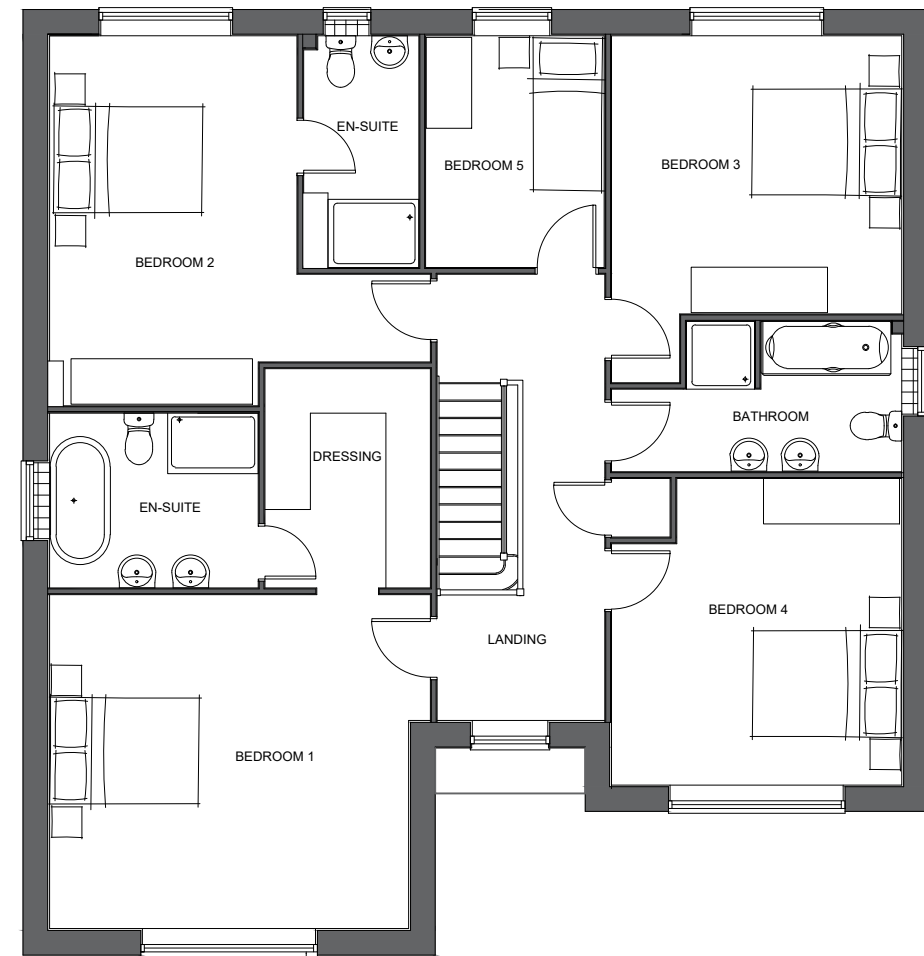 EN-SUITE
BEDROOM 5
BEDROOM 3
BEDROOM 2
BATHROOM
DRESSING
EN-SUITE
BEDROOM 4
LANDING
BEDROOM 1